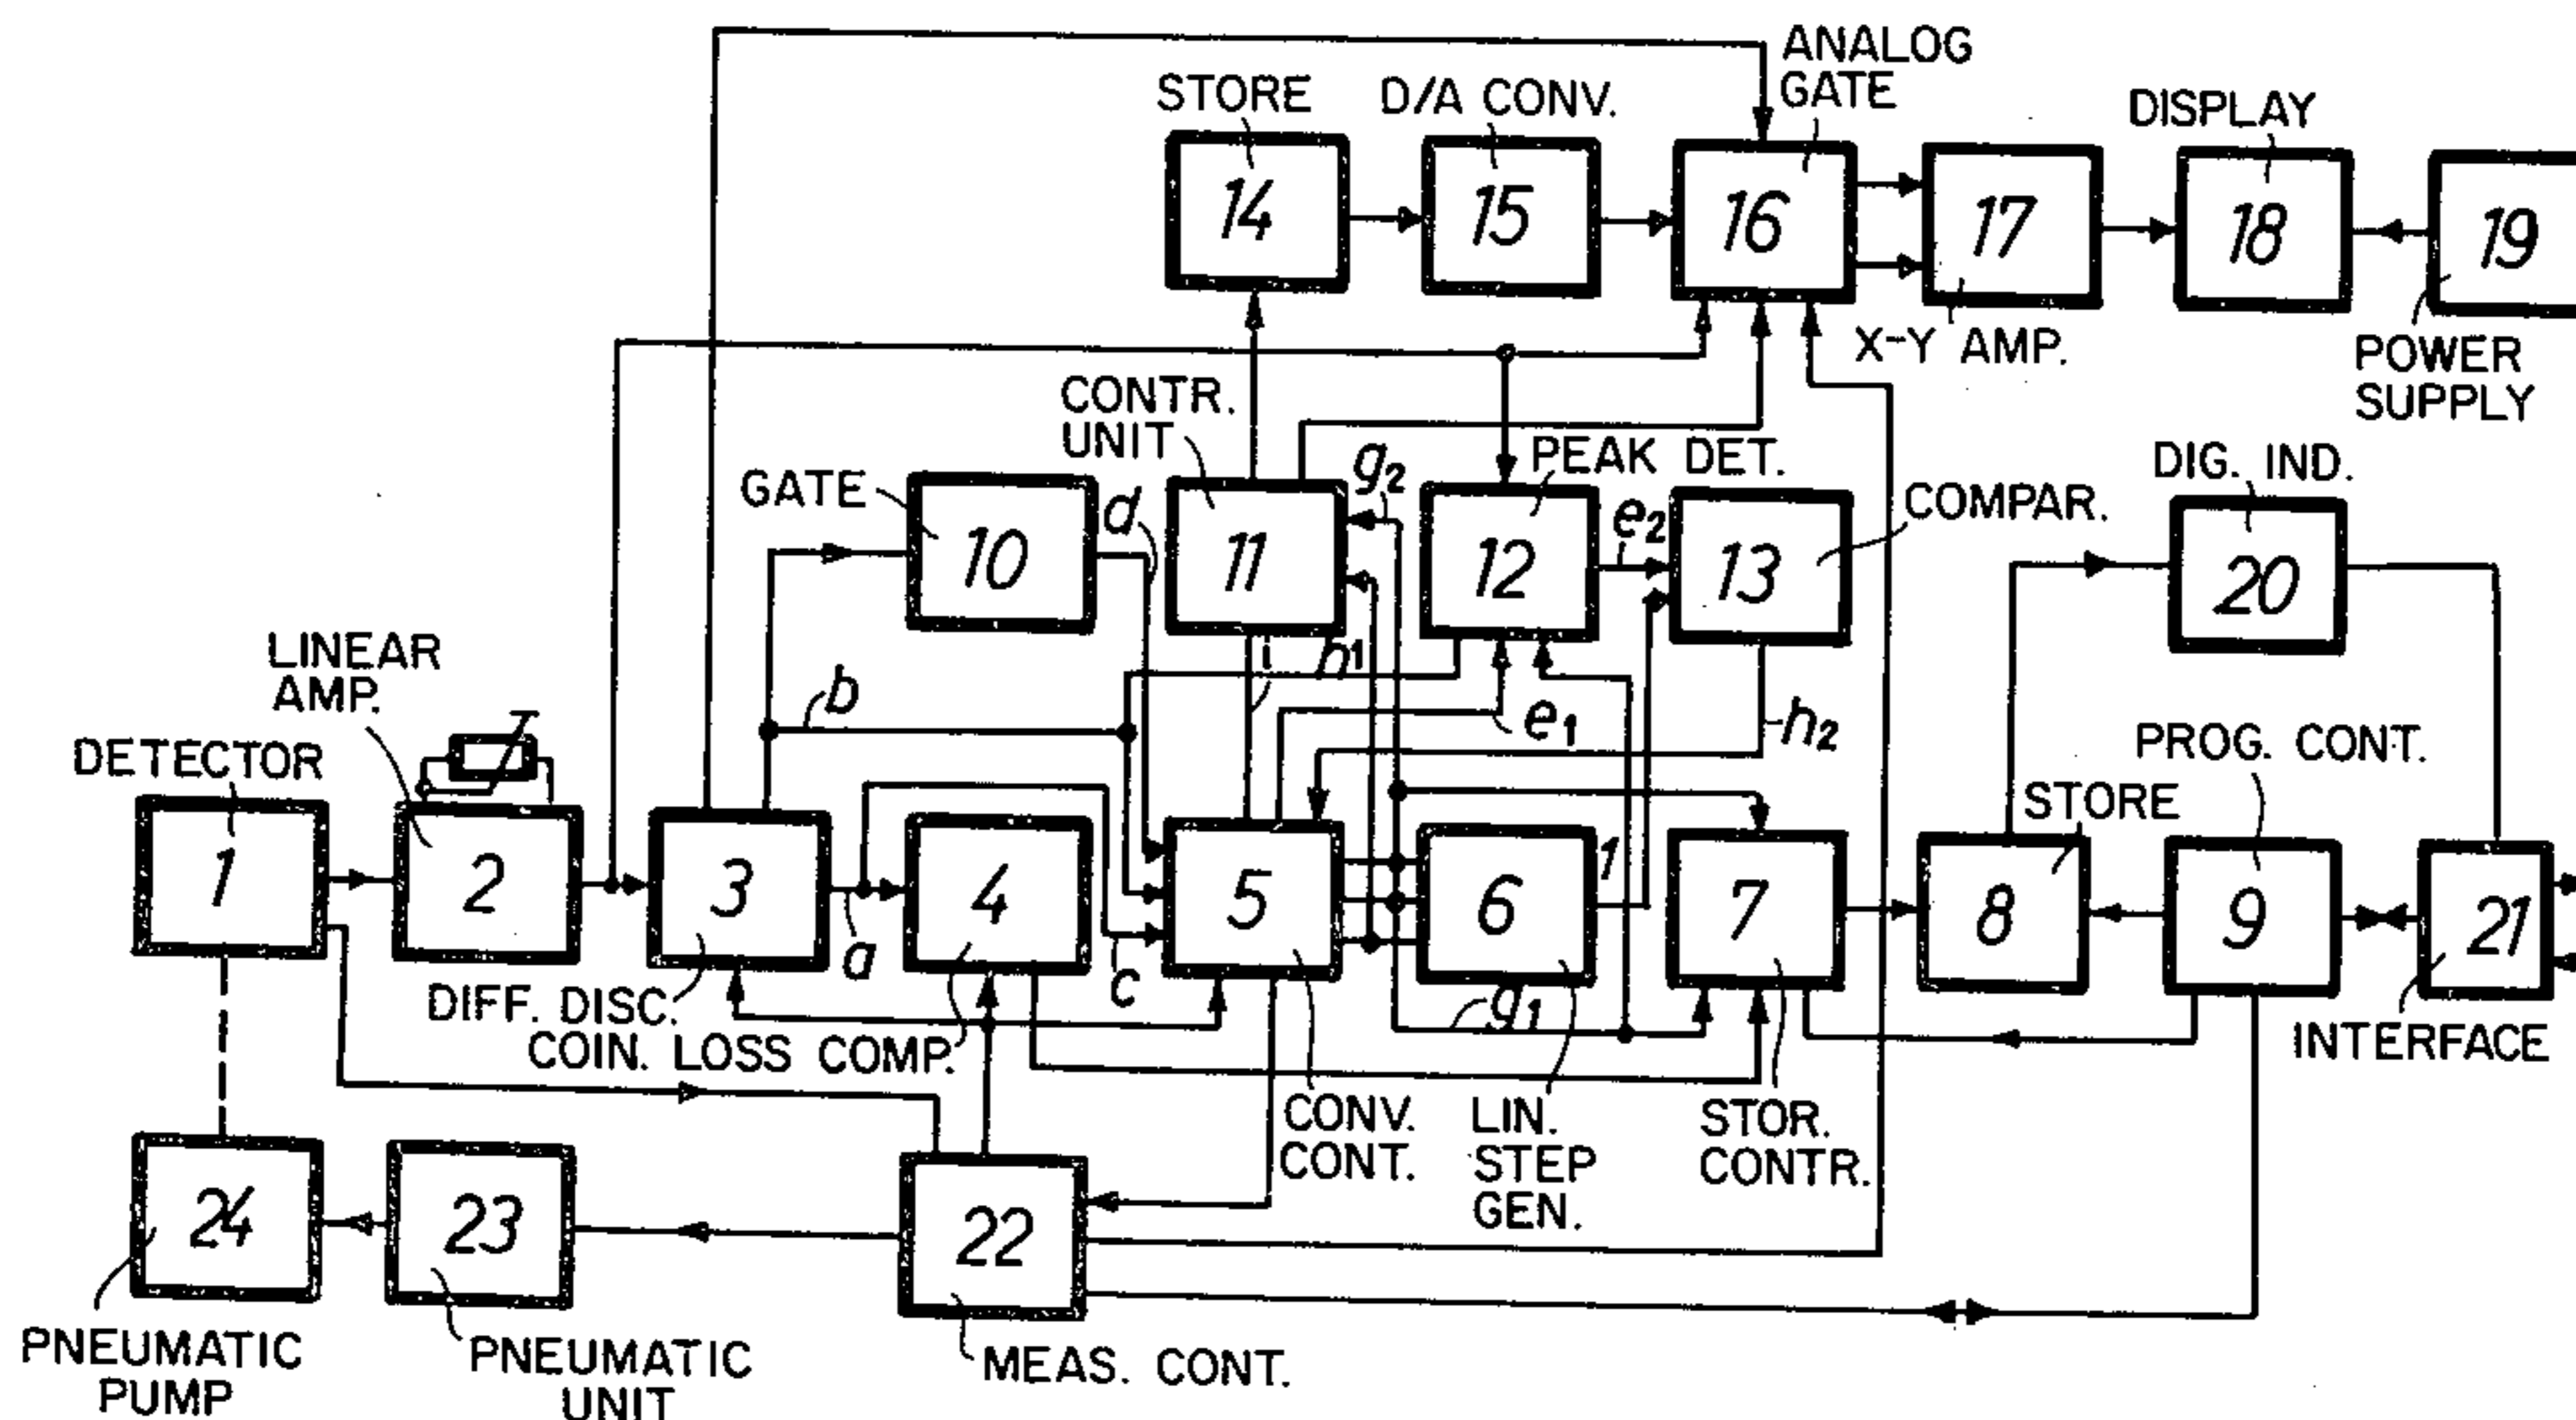 ANALOG
GATE
STORE
D/A CONV.
DISPLAY
14
15
16
17
18
19
X-Y AMP.
POWER
SUPPLY
CONTR.
UNIT
g2
PEAK DET.
DIG. IND.
GATE
d
COMPAR.
e2
10
11
12
13
20
LINEAR
AMP.
h1
b
e1
h2
PROG. CONT.
DETECTOR
STORE
1
2
3
4
5
6
1
7
8
9
21
a
c
g1
DIFF. DISC.
COIN. LOSS COMP.
INTERFACE
CONV.
CONT.
LIN.
STEP
GEN.
STOR.
CONTR.
24
23
22
PNEUMATIC
PUMP
PNEUMATIC
UNIT
MEAS. CONT.